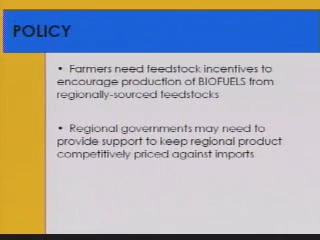 POLICY
• Farmers need feedstock incentives to
encourage production of BIOFUELS from
regionally-sourced feedstocks
• Regional governments may need to
provide support to keep regional product
competitively priced against imports